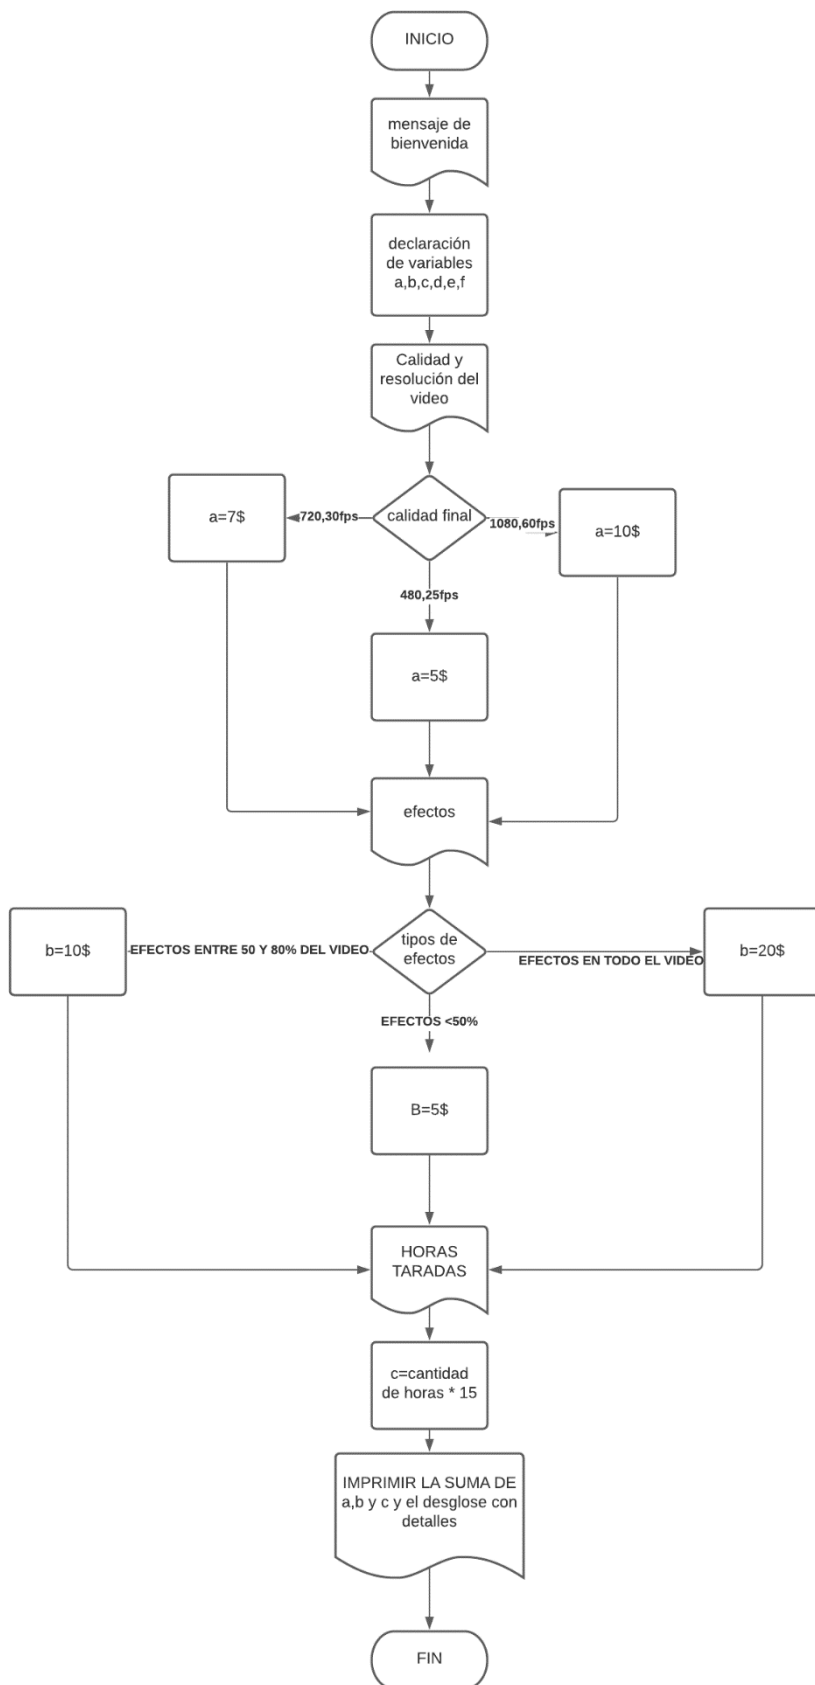 INICIO
mensaje de
bienvenida
declaración
de variables
a,b,c,d,e,f
Calidad y
resolución del
video
calidad final
720,30fps
a=7$
1080,60fps
a=10$
480,25fps
a=5$
efectos
tipos de
efectos
EFECTOS ENTRE 50 Y 80% DEL VIDEO
b=10$
EFECTOS EN TODO EL VIDEO
b=20$
EFECTOS <50%
B=5$
HORAS
TARADAS
c=cantidad
de horas * 15
IMPRIMIR LA SUMA DE
a,b y c y el desglose con
detalles
FIN